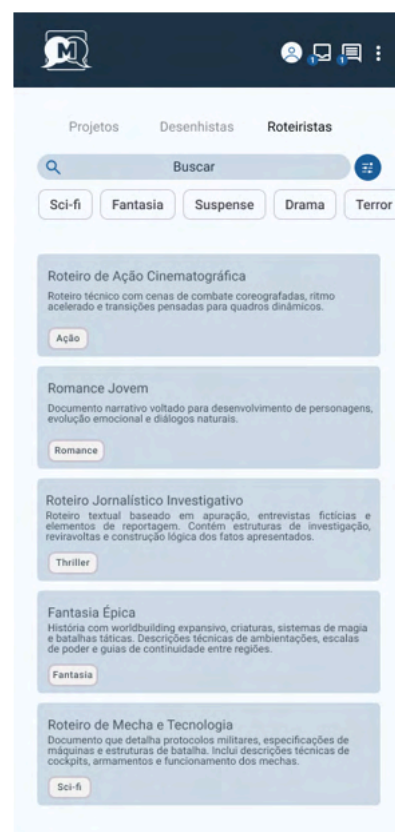 M
1
1
Projetos Desenhistas Roteiristas
Buscar
Sci-fi Fantasia Suspense Drama Terror
Roteiro de Ação Cinematográfica
Roteiro técnico com cenas de combate coreografadas, ritmo
acelerado e transições pensadas para quadros dinâmicos.
Ação
Romance Jovem
Documento narrativo voltado para desenvolvimento de personagens,
evolução emocional e diálogos naturais.
Romance
Roteiro Jornalístico Investigativo
Roteiro textual baseado em apuração, entrevistas fictícias e
elementos de reportagem. Contém estruturas de investigação,
reviravoltas e construção lógica dos fatos apresentados.
Thriller
Fantasia Épica
História com worldbuilding expansivo, criaturas, sistemas de magia
e batalhas táticas. Descrições técnicas de ambientações, escalas
de poder e guias de continuidade entre regiões.
Fantasia
Roteiro de Mecha e Tecnologia
Documento que detalha protocolos militares, especificações de
máquinas e estruturas de batalha. Inclui descrições técnicas de
cockpits, armamentos e funcionamento dos mechas.
Sci-fi